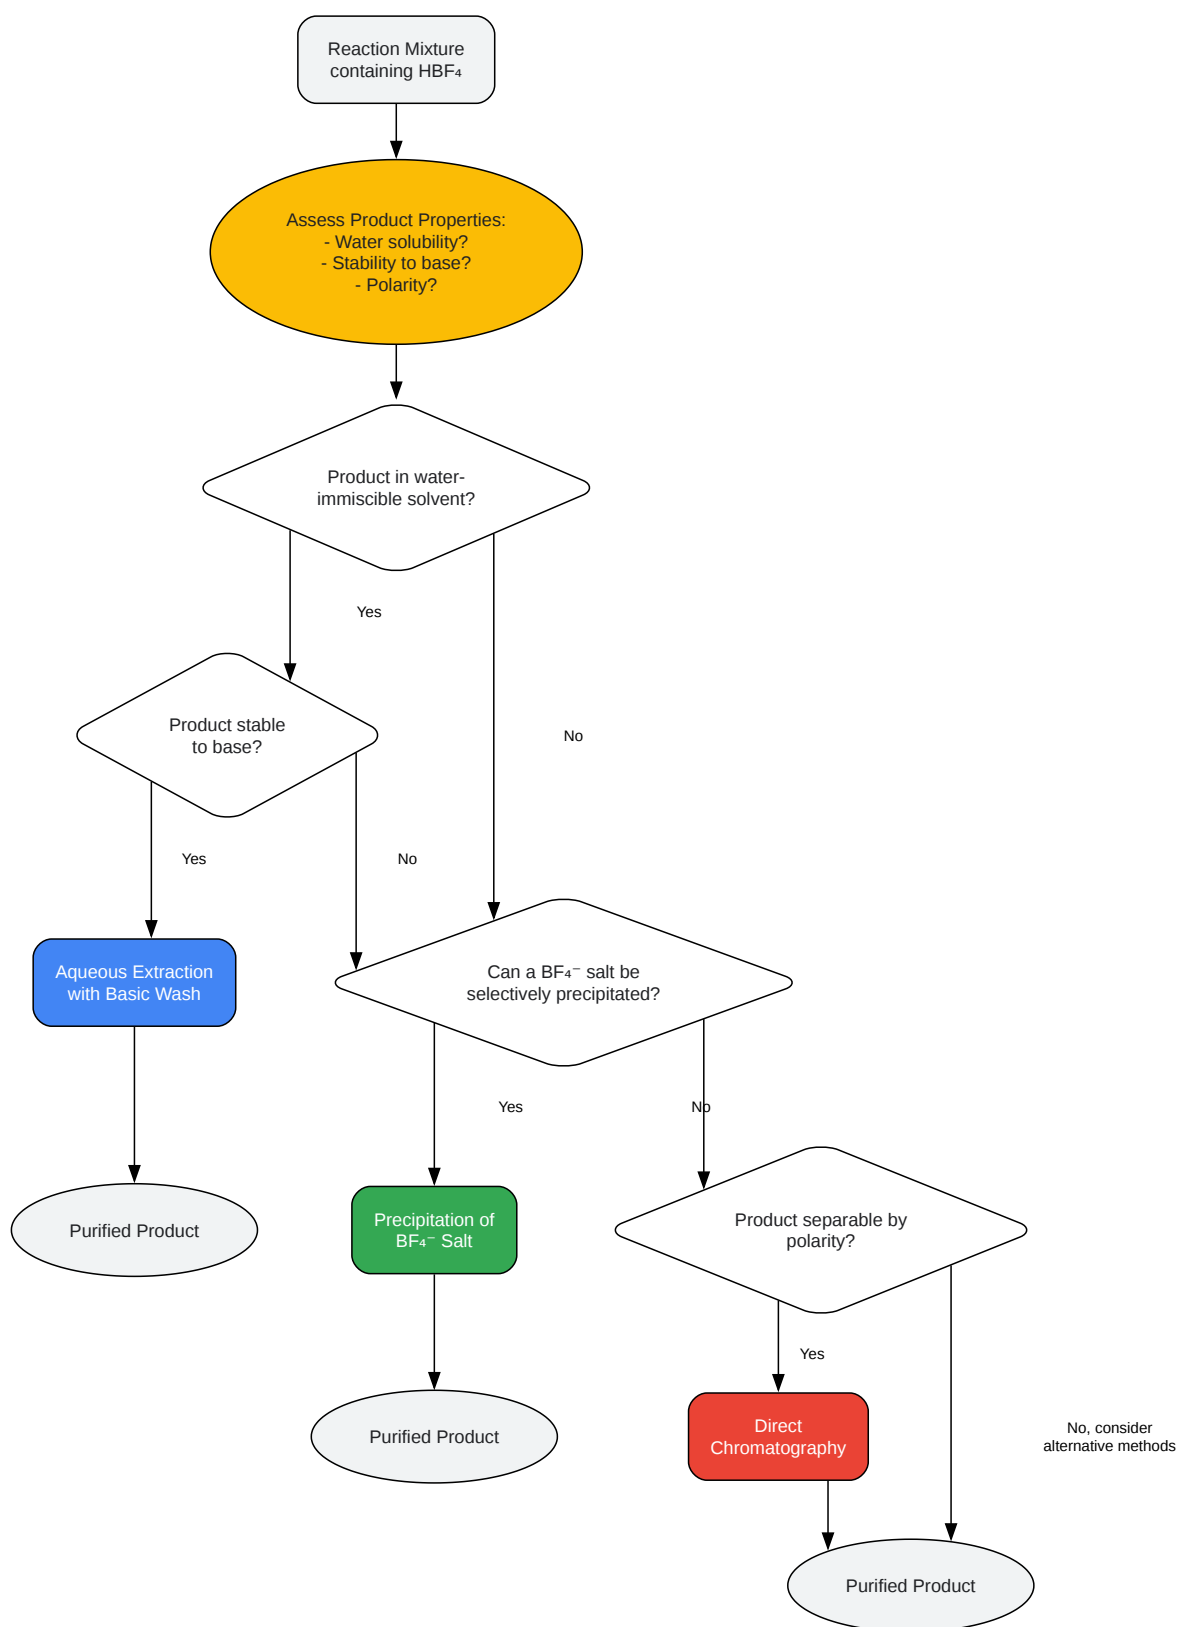 Reaction Mixture
containing HBF₄
Assess Product Properties:
- Water solubility?
- Stability to base?
- Polarity?
Product in water-
immiscible solvent?
Yes
No
Product stable
to base?
Yes
No
Aqueous Extraction
with Basic Wash
Can a BF₄⁻ salt be
selectively precipitated?
Yes
No
Purified Product
Precipitation of
BF₄⁻ Salt
Product separable by
polarity?
Yes
No, consider
alternative methods
Purified Product
Direct
Chromatography
Purified Product